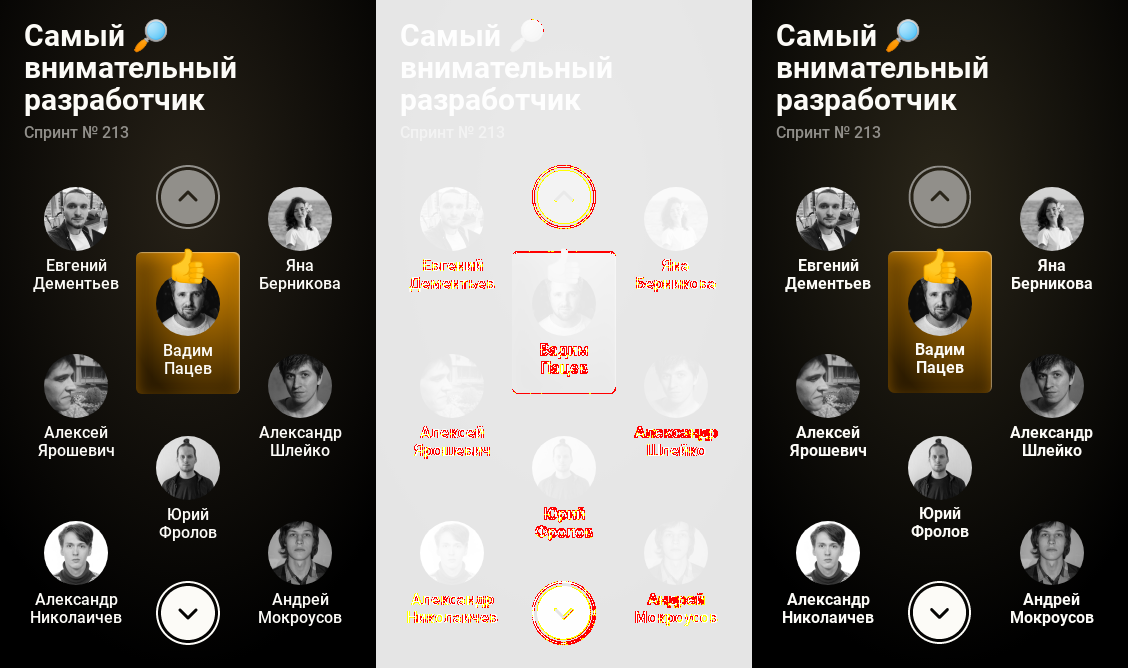 Самый 🔎
внимательный
разработчик
Спринт № 213
Евгений
Дементьев
Яна
Берникова
Вадим
Пацев
Алексей
Ярошевич
Александр
Шлейко
Юрий
Фролов
Александр
Николаичев
Андрей
Мокроусов
Самый
внимательный
разработчик
Спринт № 213
Евгений
Дементьев
Яна
Берникова
Вадим
Пацев
Алексей
Ярошевич
Александр
Шлейко
Юрий
Фролов
Александр
Николаичев
Андрей
Мокроусов
Самый 🔎
внимательный
разработчик
Спринт № 213
Евгений
Дементьев
Яна
Берникова
Вадим
Пацев
Алексей
Ярошевич
Александр
Шлейко
Юрий
Фролов
Александр
Николаичев
Андрей
Мокроусов